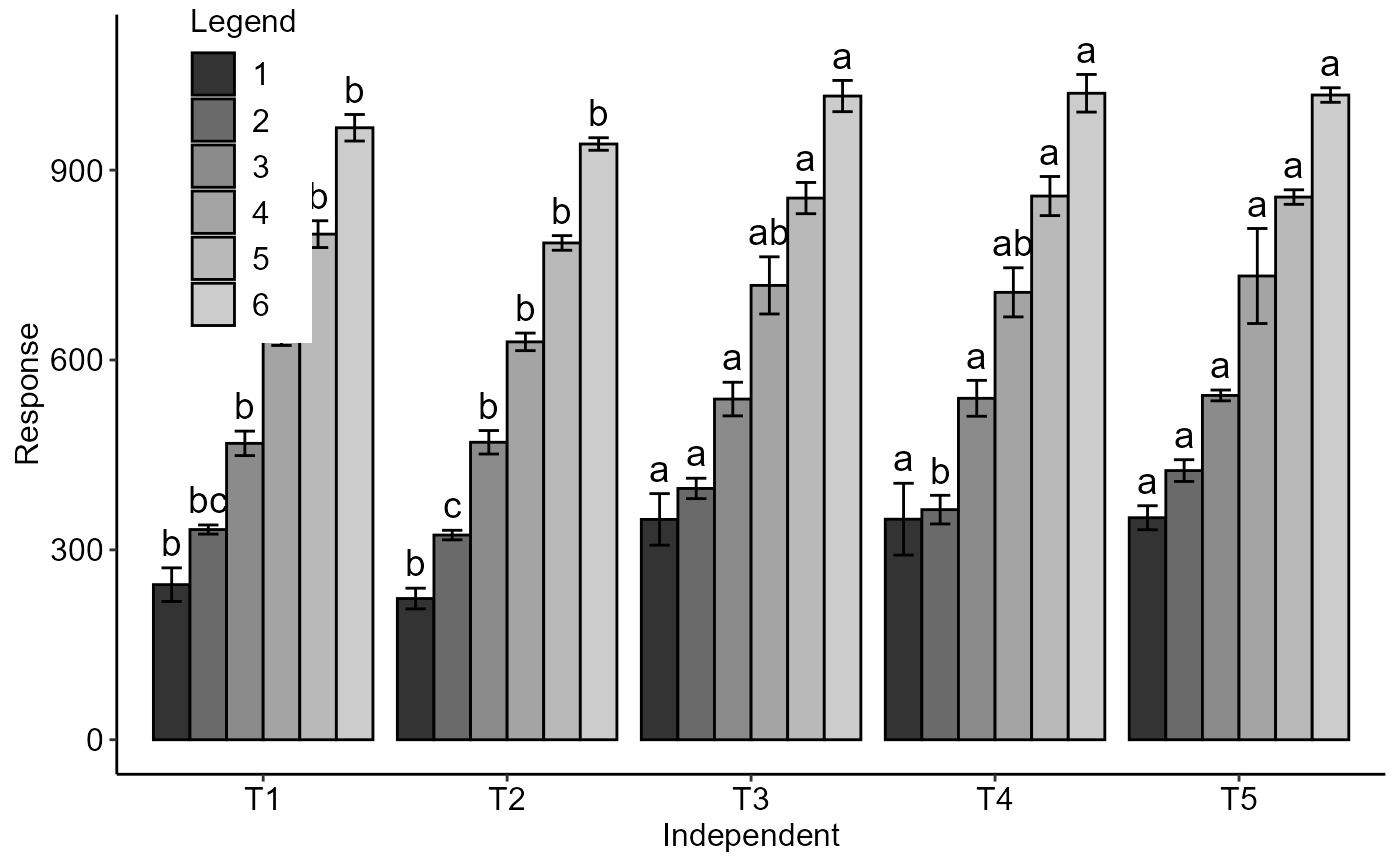 Legend
1
2
3
4
5
6
Response
900
600
300
0
b bc b b b
b c b b b b
a a a ab a a
a b a ab a a
a a a a a a
T1 T2 T3 T4 T5
Independent